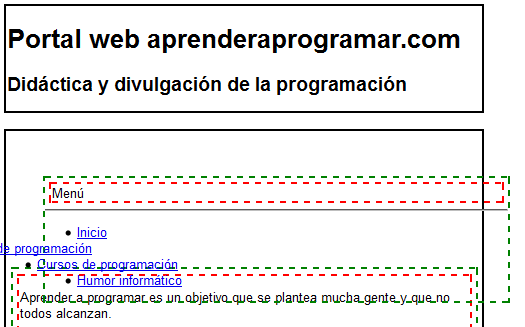 Portal web aprenderaprogramar.com
Didáctica y divulgación de la programación
Menú
Inicio
de programación
Cursos de programación
Humor informático
Aprender a programar es un objetivo que se plantea mucha gente y que no
todos alcanzan.